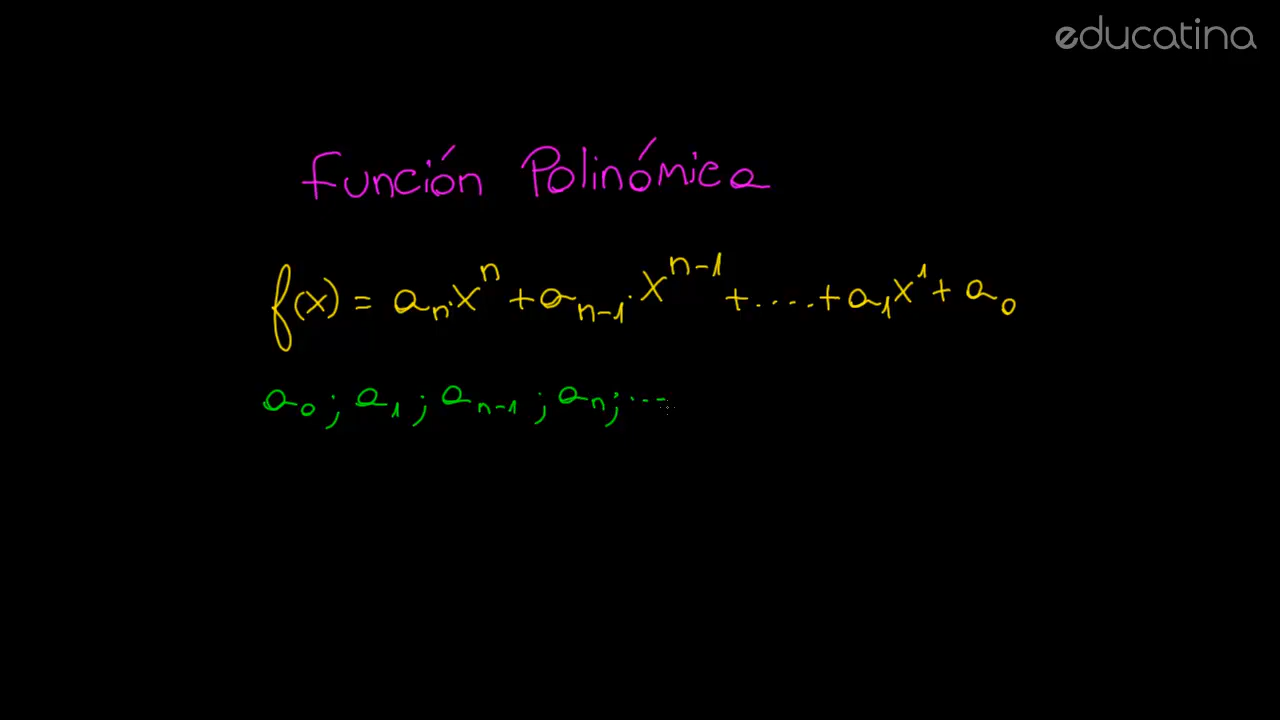 educatina
Función Polinómica
f(x) = aₙ.xⁿ + aₙ₋₁.xⁿ⁻¹ + ..... + a₁x¹ + a₀
a₀ ; a₁ ; aₙ₋₁ ; aₙ ; ...